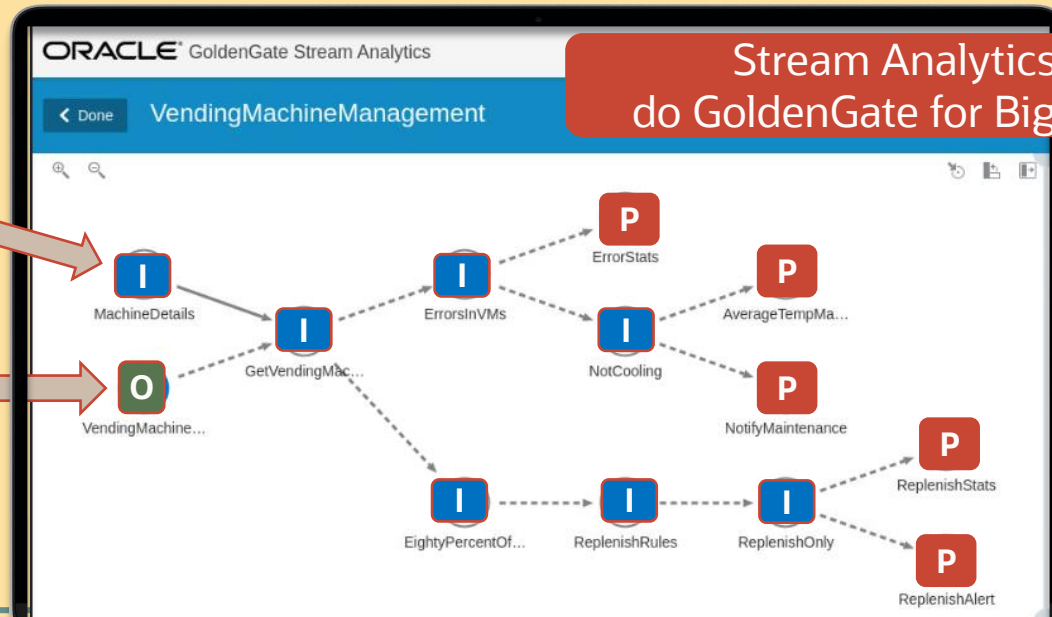 ORACLE GoldenGate Stream Analytics
Stream Analytics
do GoldenGate for Big
Done
VendingMachineManagement
P
ErrorStats
I
MachineDetails
I
ErrorsInVMs
P
AverageTempMa...
I
GetVendingMac...
I
NotCooling
O
VendingMachine...
P
NotifyMaintenance
P
ReplenishStats
I
EightyPercentOf...
I
ReplenishRules
I
ReplenishOnly
P
ReplenishAlert